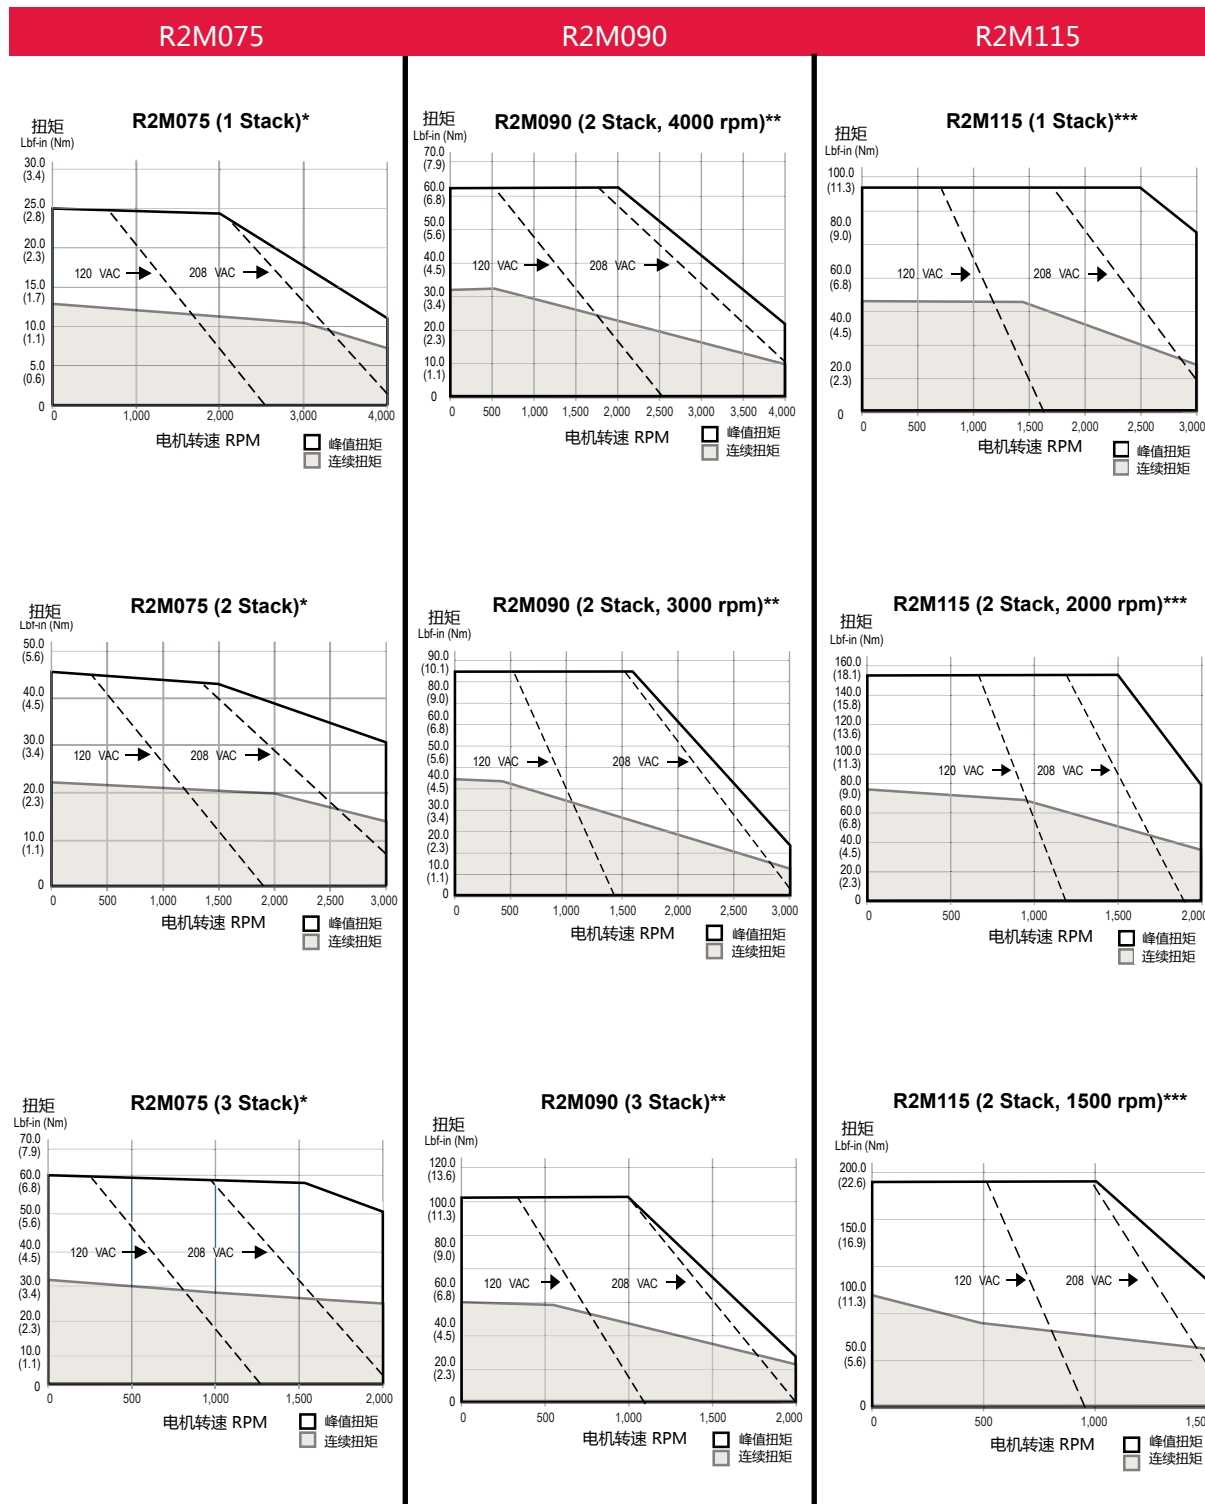 R2M075
R2M090
R2M115
R2M075 (1 Stack)*
扭矩
Lbf-in (Nm)
30.0
(3.4)
25.0
(2.8)
20.0
(2.3)
15.0
(1.7)
10.0
(1.1)
5.0
(0.6)
0
120 VAC
208 VAC
0 1,000 2,000 3,000 4,000
电机转速 RPM
峰值扭矩
连续扭矩
R2M090 (2 Stack, 4000 rpm)**
扭矩
Lbf-in (Nm)
70.0
(7.9)
60.0
(6.8)
50.0
(5.6)
40.0
(4.5)
30.0
(3.4)
20.0
(2.3)
10.0
(1.1)
0
120 VAC
208 VAC
0 500 1,000 1,500 2,000 2,500 3,000 3,500 4,000
电机转速 RPM
峰值扭矩
连续扭矩
R2M115 (1 Stack)***
扭矩
Lbf-in (Nm)
100.0
(11.3)
80.0
(9.0)
60.0
(6.8)
40.0
(4.5)
20.0
(2.3)
0
120 VAC
208 VAC
0 500 1,000 1,500 2,000 2,500 3,000
电机转速 RPM
峰值扭矩
连续扭矩
R2M075 (2 Stack)*
扭矩
Lbf-in (Nm)
50.0
(5.6)
40.0
(4.5)
30.0
(3.4)
20.0
(2.3)
10.0
(1.1)
0
120 VAC
208 VAC
0 500 1,000 1,500 2,000 2,500 3,000
电机转速 RPM
峰值扭矩
连续扭矩
R2M090 (2 Stack, 3000 rpm)**
扭矩
Lbf-in (Nm)
90.0
(10.1)
80.0
(9.0)
60.0
(6.8)
50.0
(5.6)
40.0
(4.5)
30.0
(3.4)
20.0
(2.3)
10.0
(1.1)
0
120 VAC
208 VAC
0 500 1,000 1,500 2,000 2,500 3,000
电机转速 RPM
峰值扭矩
连续扭矩
R2M115 (2 Stack, 2000 rpm)***
扭矩
Lbf-in (Nm)
160.0
(18.1)
140.0
(15.8)
120.0
(13.6)
100.0
(11.3)
80.0
(9.0)
60.0
(6.8)
40.0
(4.5)
20.0
(2.3)
0
120 VAC
208 VAC
0 500 1,000 1,500 2,000
电机转速 RPM
峰值扭矩
连续扭矩
R2M075 (3 Stack)*
扭矩
Lbf-in (Nm)
70.0
(7.9)
60.0
(6.8)
50.0
(5.6)
40.0
(4.5)
30.0
(3.4)
20.0
(2.3)
10.0
(1.1)
0
120 VAC
208 VAC
0 500 1,000 1,500 2,000
电机转速 RPM
峰值扭矩
连续扭矩
R2M090 (3 Stack)**
扭矩
Lbf-in (Nm)
120.0
(13.6)
100.0
(11.3)
80.0
(9.0)
60.0
(6.8)
40.0
(4.5)
20.0
(2.3)
0
120 VAC
208 VAC
0 500 1,000 1,500 2,000
电机转速 RPM
峰值扭矩
连续扭矩
R2M115 (2 Stack, 1500 rpm)***
扭矩
Lbf-in (Nm)
200.0
(22.6)
150.0
(16.9)
100.0
(11.3)
50.0
(5.6)
0
120 VAC
208 VAC
0 500 1,000
电机转速 RPM
峰值扭矩
连续扭矩